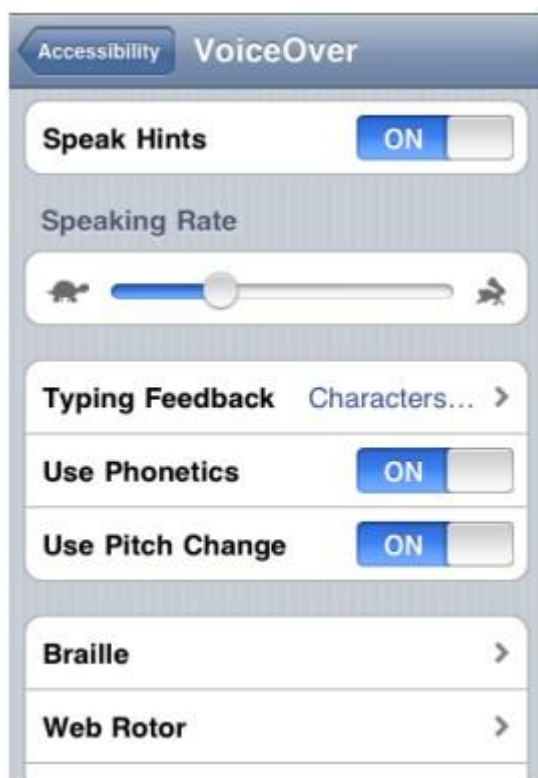 Accessibility VoiceOver
Speak Hints ON
Speaking Rate
Typing Feedback Characters...
Use Phonetics ON
Use Pitch Change ON
Braille
Web Rotor